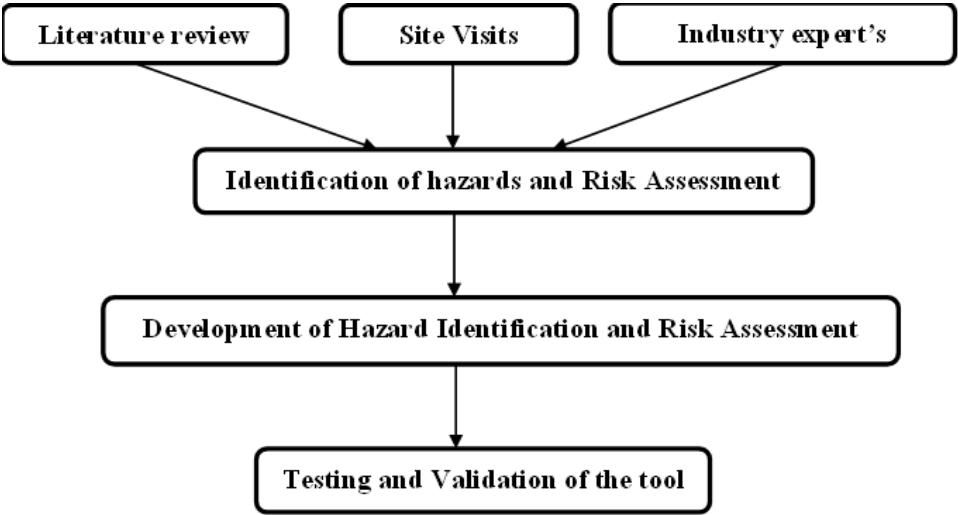 Literature review
Site Visits
Industry expert's
Identification of hazards and Risk Assessment
Development of Hazard Identification and Risk Assessment
Testing and Validation of the tool